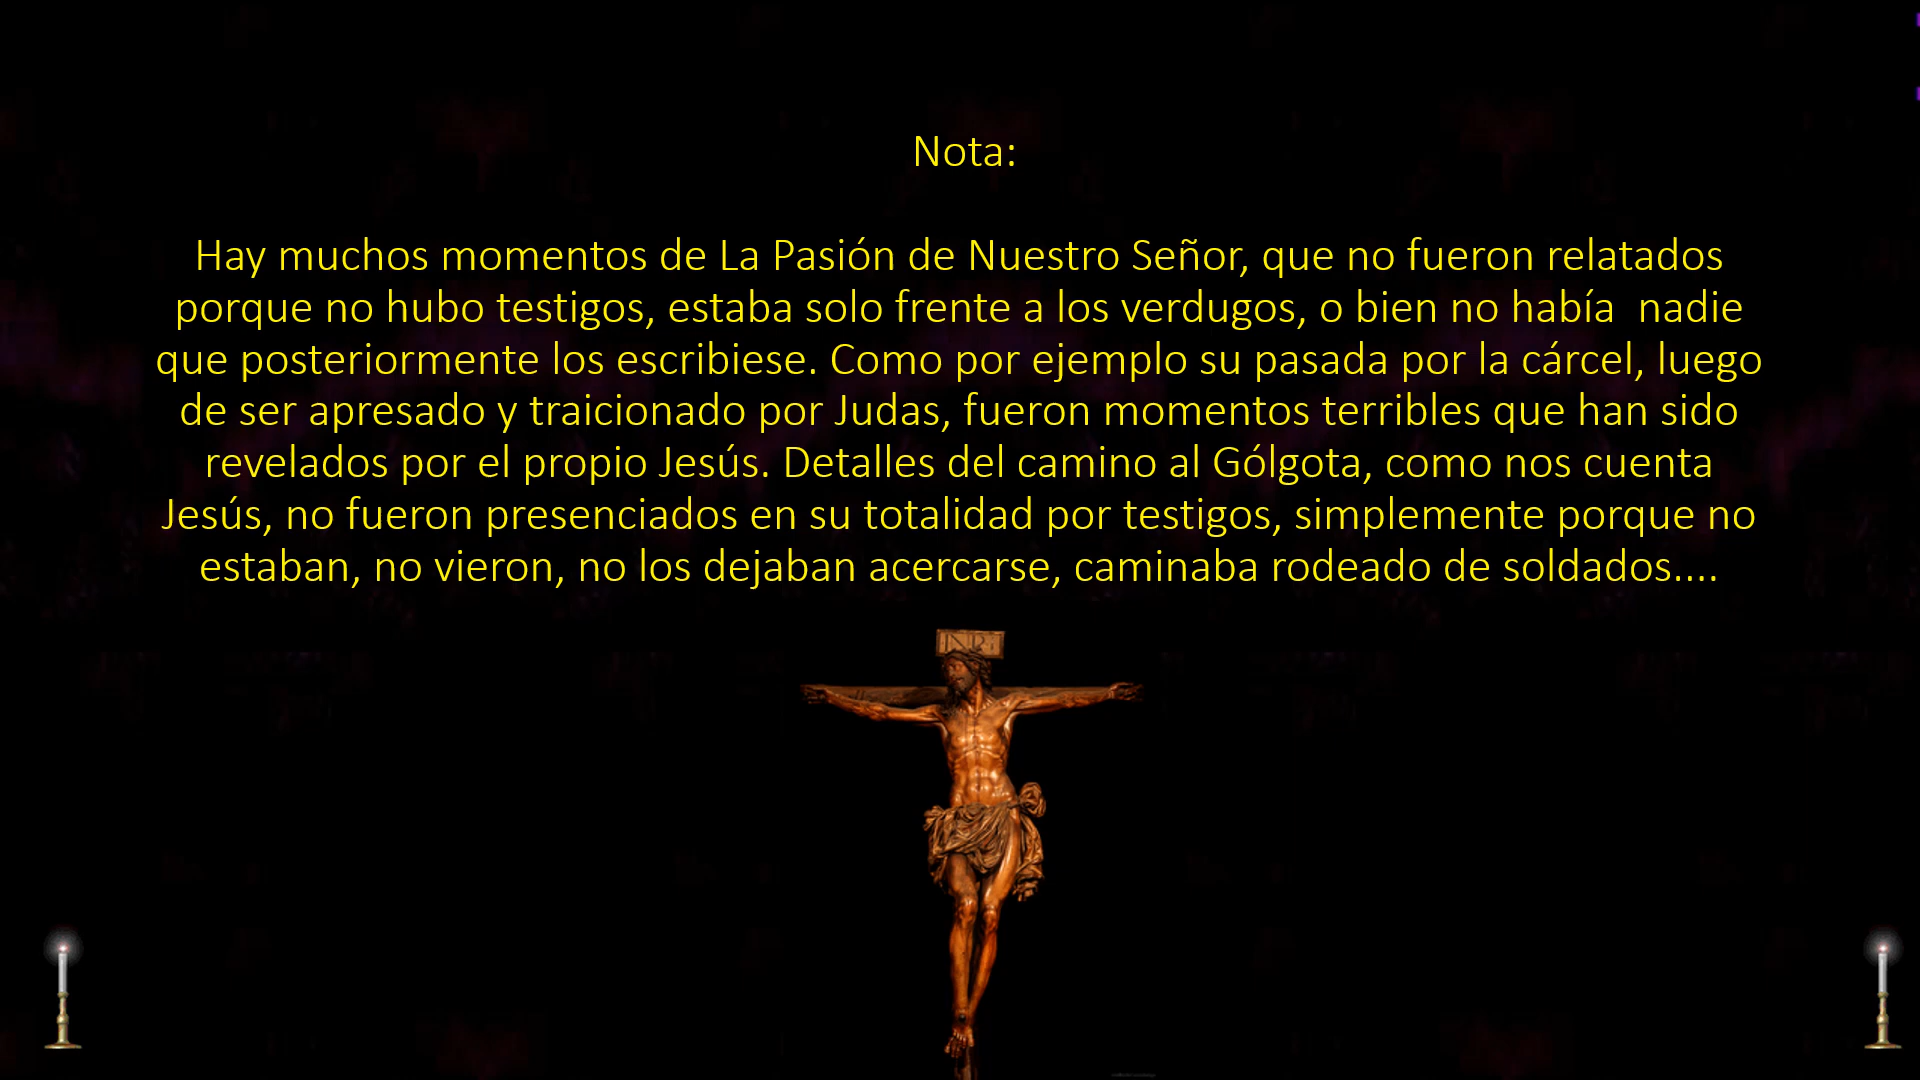 Nota:
Hay muchos momentos de La Pasión de Nuestro Señor, que no fueron relatados
porque no hubo testigos, estaba solo frente a los verdugos, o bien no había  nadie
que posteriormente los escribiese. Como por ejemplo su pasada por la cárcel, luego
de ser apresado y traicionado por Judas, fueron momentos terribles que han sido
revelados por el propio Jesús. Detalles del camino al Gólgota, como nos cuenta
Jesús, no fueron presenciados en su totalidad por testigos, simplemente porque no
estaban, no vieron, no los dejaban acercarse, caminaba rodeado de soldados....
INRI